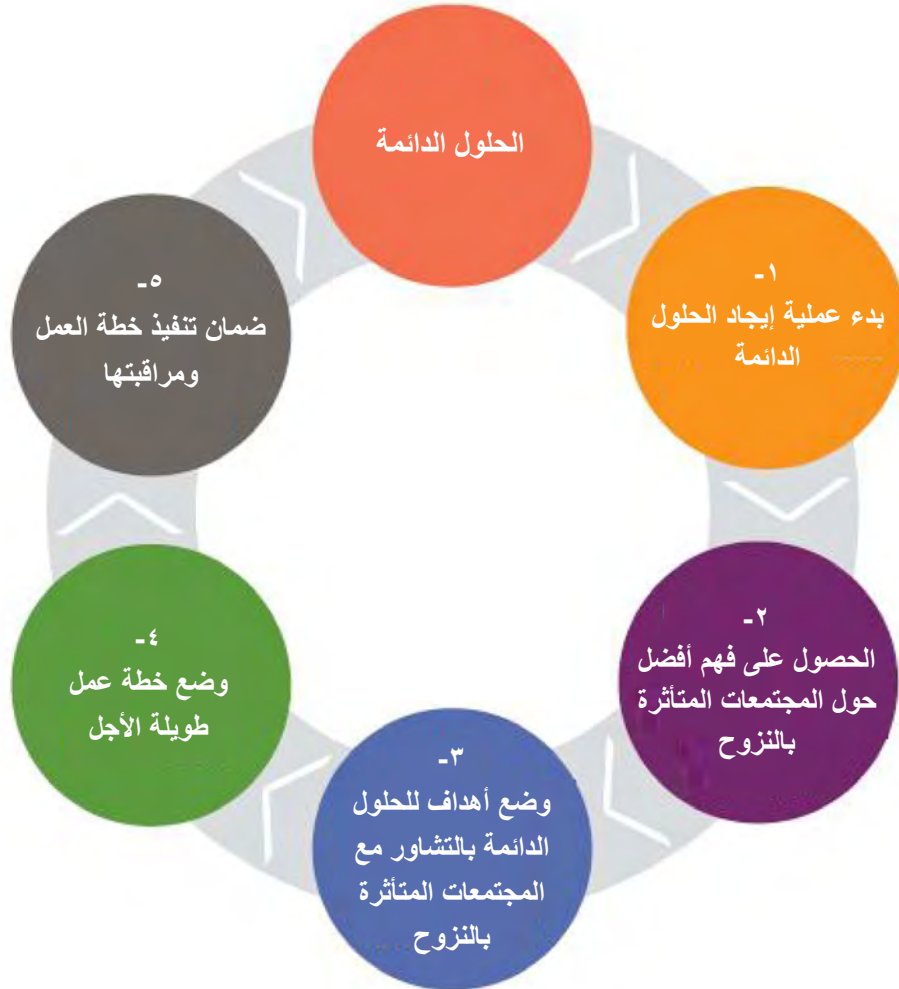 الحلول الدائمة
١-
بدء عملية إيجاد الحلول
الدائمة
٢-
الحصول على فهم أفضل
حول المجتمعات المتأثرة
بالنزوح
٣-
وضع أهداف للحلول
الدائمة بالتشاور مع
المجتمعات المتأثرة
بالنزوح
٤-
وضع خطة عمل
طويلة الأجل
٥-
ضمان تنفيذ خطة العمل
ومراقبتها